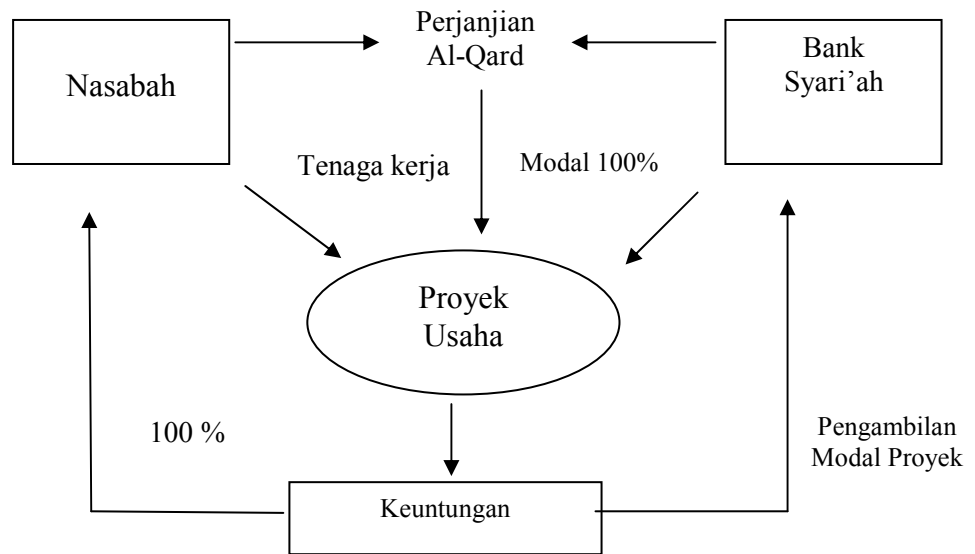 Perjanjian
Al-Qard
Nasabah
Bank
Syari’ah
Tenaga kerja
Modal 100%
Proyek
Usaha
100 %
Pengambilan
Modal Proyek
Keuntungan